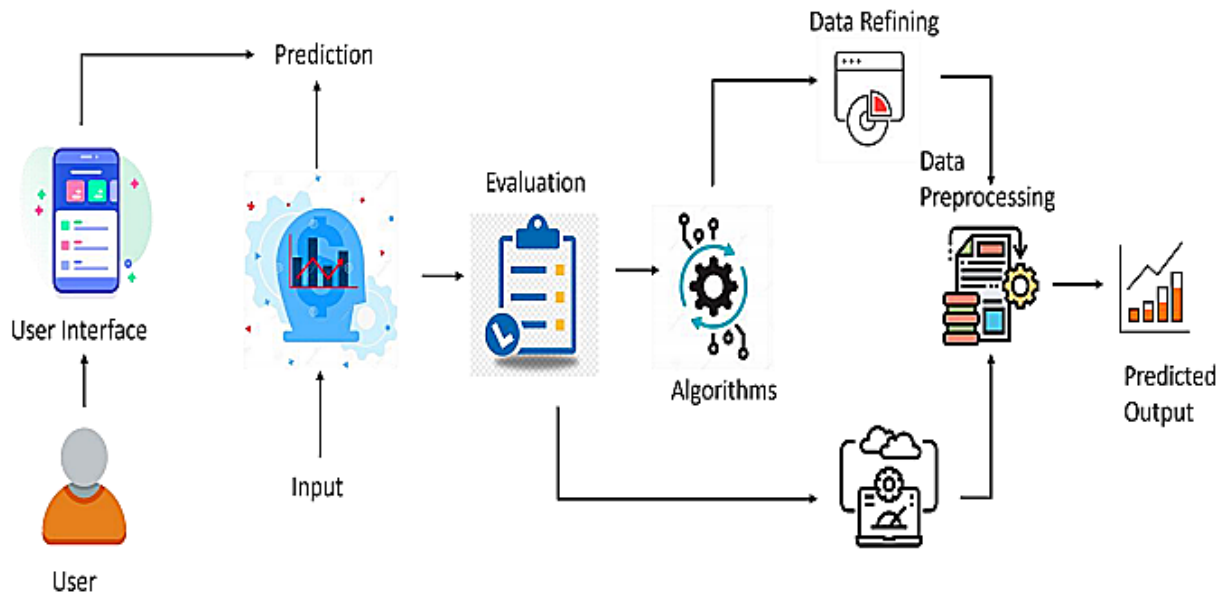 Data Refining
Prediction
Data
Preprocessing
Evaluation
User Interface
Algorithms
Predicted
Output
Input
User